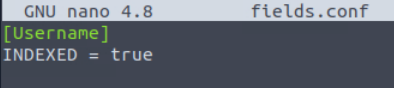 GNU nano 4.8 fields.conf
[Username]
INDEXED = true